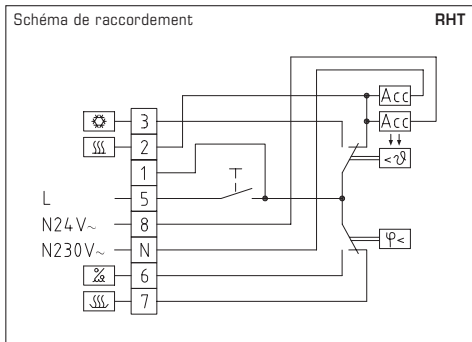 Schéma de raccordement RHT
Acc
3 Acc
2 <ϑ
1
L 5
N24V~ 8
N230V~ N φ<
6
7